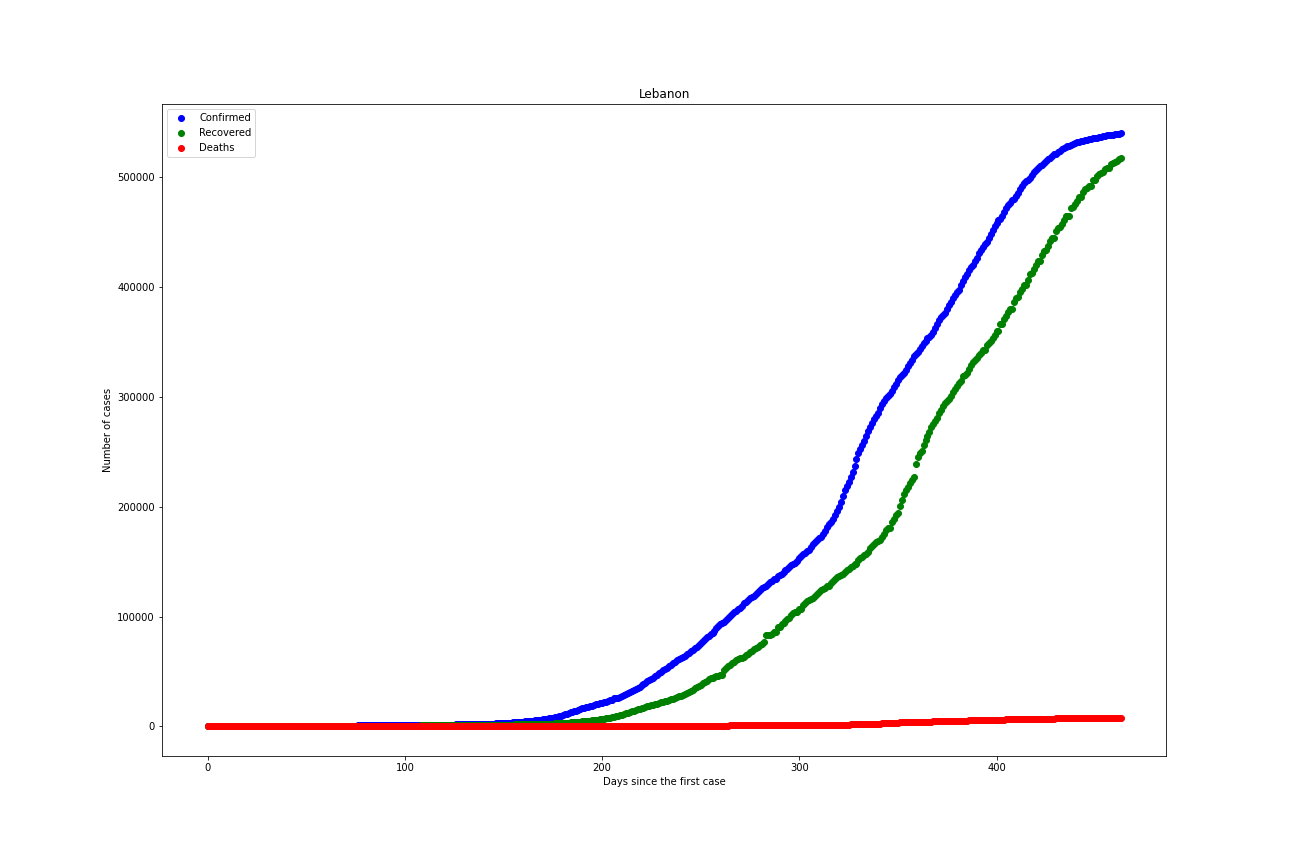 Lebanon
Confirmed
Recovered
Deaths
500000
400000
300000
200000
100000
0
Number of cases
0 100 200 300 400
Days since the first case